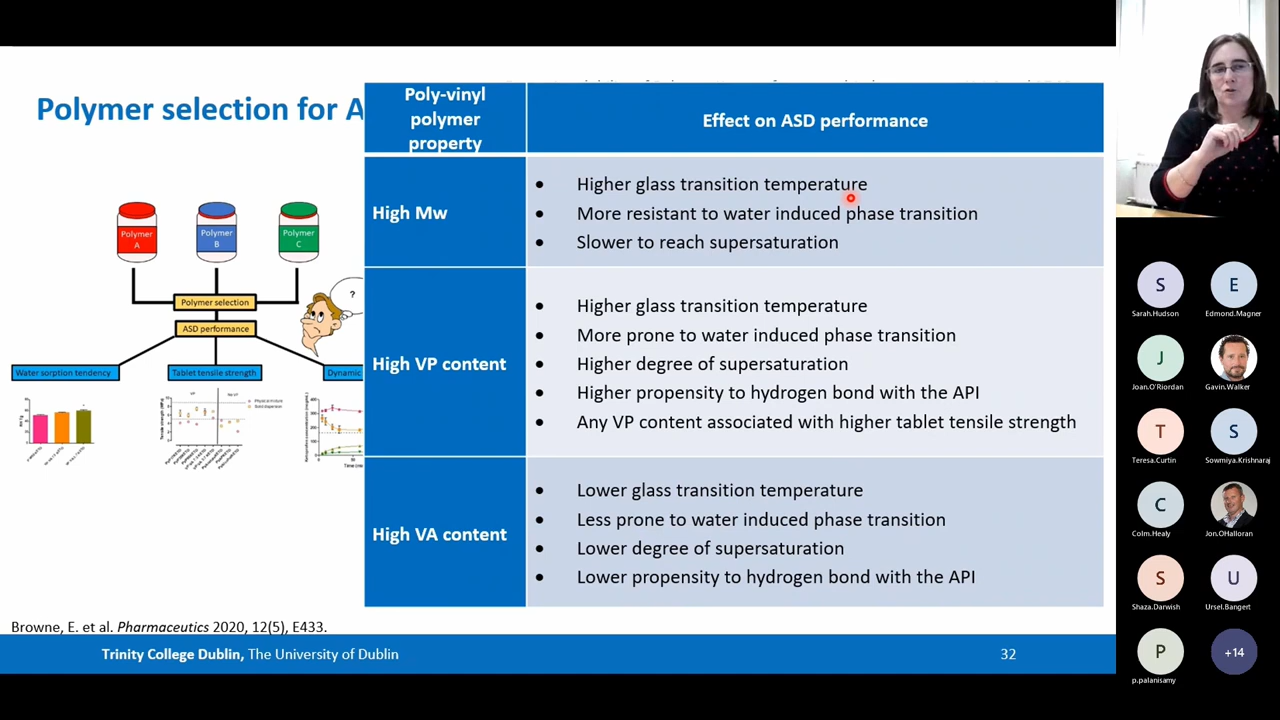 Polymer selection for A
Poly-vinyl
polymer
property
Effect on ASD performance
High Mw
• Higher glass transition temperature
• More resistant to water induced phase transition
• Slower to reach supersaturation
High VP content
• Higher glass transition temperature
• More prone to water induced phase transition
• Higher degree of supersaturation
• Higher propensity to hydrogen bond with the API
• Any VP content associated with higher tablet tensile strength
High VA content
• Lower glass transition temperature
• Less prone to water induced phase transition
• Lower degree of supersaturation
• Lower propensity to hydrogen bond with the API
Polymer
A
Polymer
B
Polymer
C
Polymer selection
?
ASD performance
Water sorption tendency
Tablet tensile strength
Dynamic
Browne, E. et al. Pharmaceutics 2020, 12(5), E433.
Trinity College Dublin, The University of Dublin
32
S
Sarah.Hudson
E
Edmond.Magner
J
Joan.O'Riordan
Gavin.Walker
T
Teresa.Curtin
S
Sowmiya.Krishnaraj
C
Colm.Healy
Jon.OHalloran
S
Shaza.Darwish
U
Ursel.Bangert
P
p.palanisamy
+14